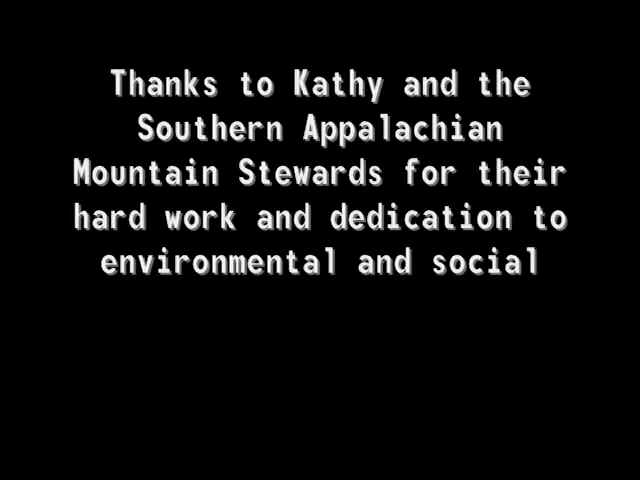 Thanks to Kathy and the
Southern Appalachian
Mountain Stewards for their
hard work and dedication to
environmental and social